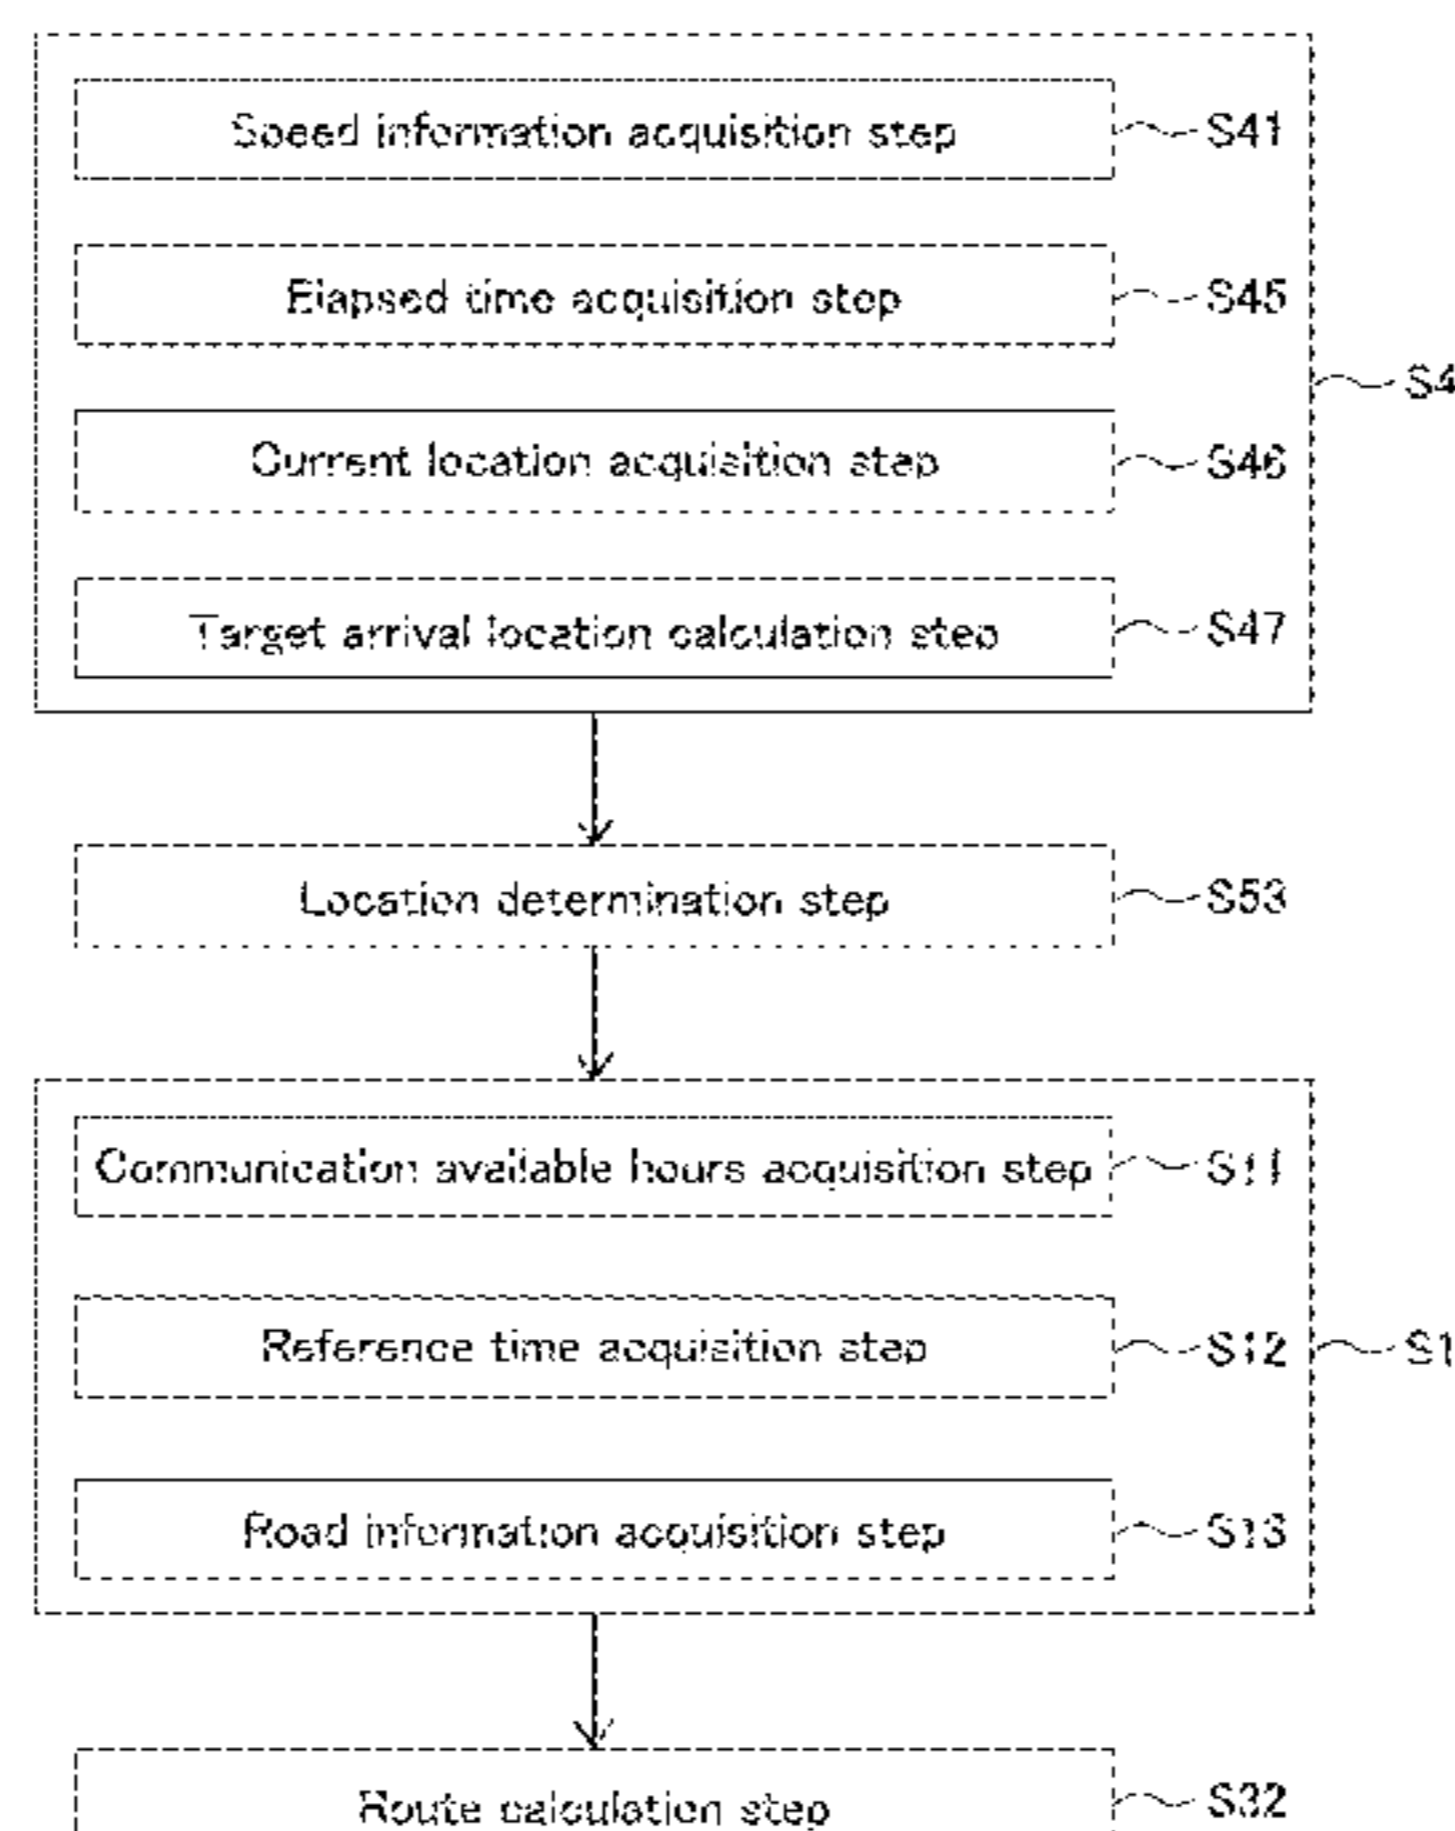 Speed information acquisition step S41
Elapsed time acquisition step S45
S4
Current location acquisition step S46
Target arrival location calculation step S47
Location determination step S53
Communication available hours acquisition step S11
Reference time acquisition step S12 S1
Road information acquisition step S13
Route calculation step S32